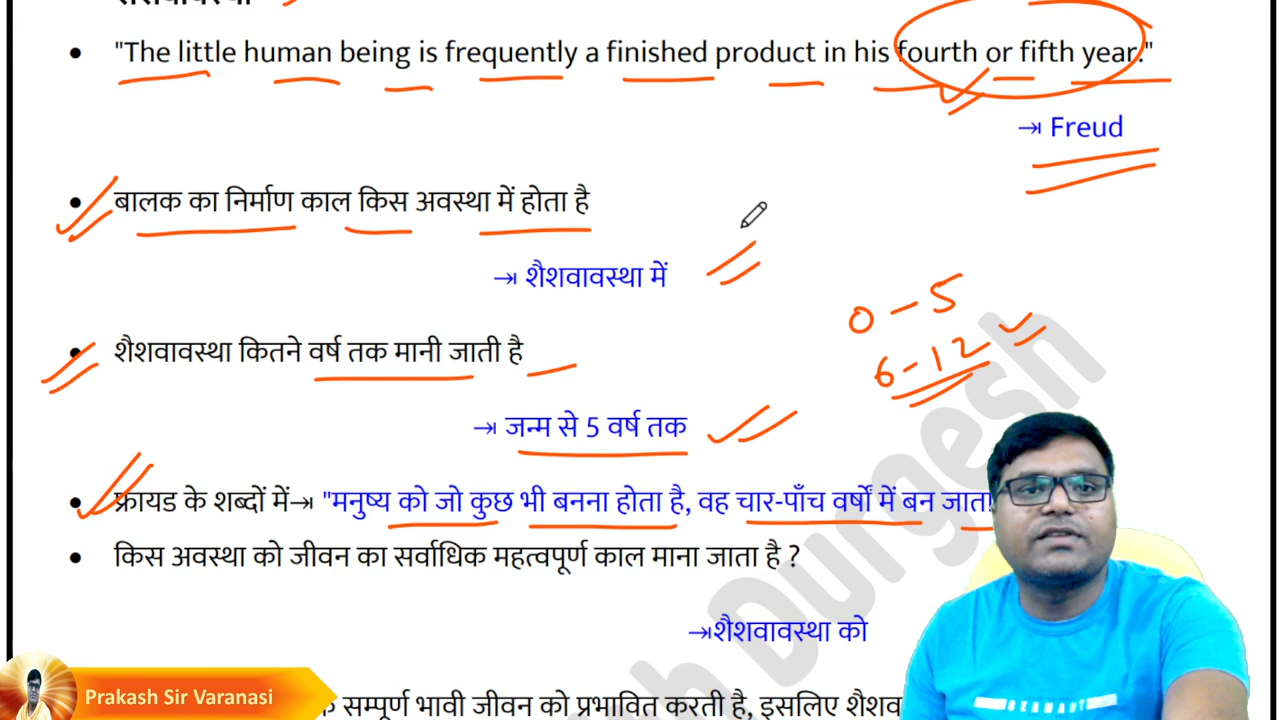 • "The little human being is frequently a finished product in his fourth or fifth year."
⇥ Freud
• बालक का निर्माण काल किस अवस्था में होता है
⇥ शैशवावस्था में
0 – 5
6 – 12
• शैशवावस्था कितने वर्ष तक मानी जाती है
⇥ जन्म से 5 वर्ष तक
• फ्रायड के शब्दों में⇥ "मनुष्य को जो कुछ भी बनना होता है, वह चार-पाँच वर्षों में बन जाता
• किस अवस्था को जीवन का सर्वाधिक महत्वपूर्ण काल माना जाता है ?
⇥शैशवावस्था को
सम्पूर्ण भावी जीवन को प्रभावित करती है, इसलिए
Prakash Sir Varanasi
Durgesh